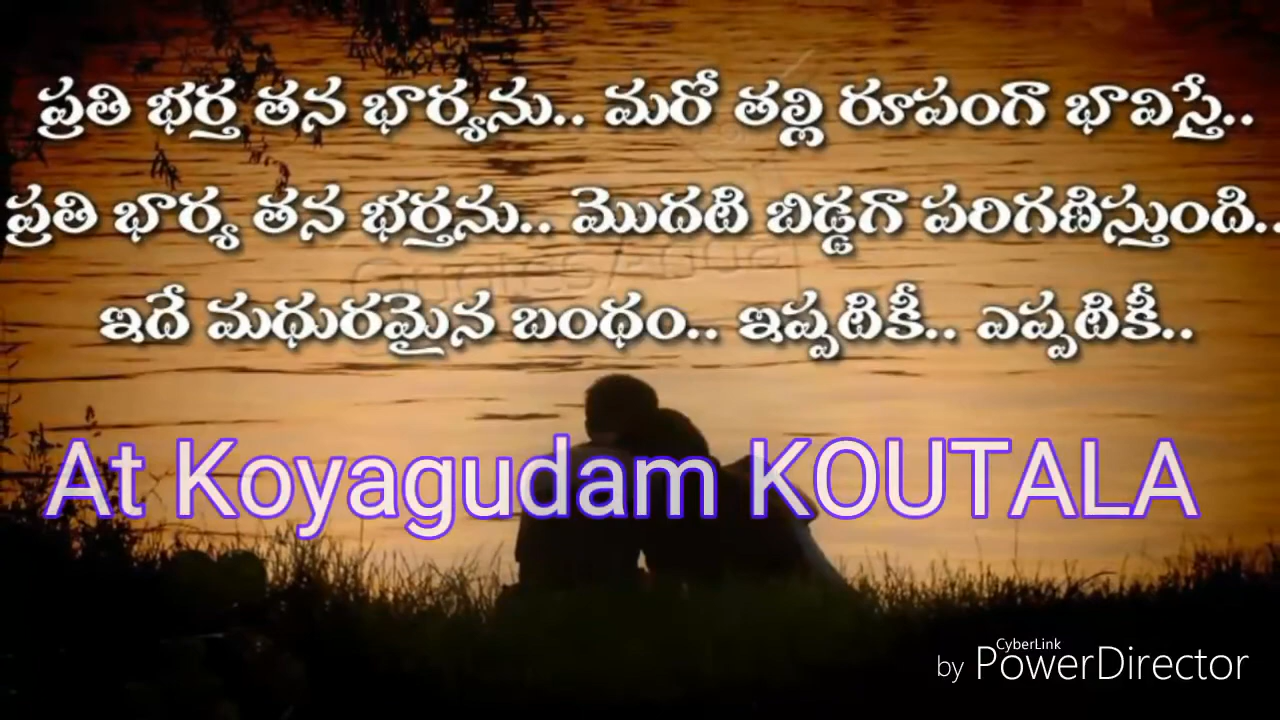 ప్రతి భర్త తన భార్యను.. మరో తల్లి రూపంగా భావిస్తే..
ప్రతి భార్య తన భర్తను.. మొదటి బిడ్డగా పరిగణిస్తుంది..
ఇదే మధురమైన బంధం.. ఇప్పటికీ.. ఎప్పటికీ..
At Koyagudam KOUTALA
CyberLink
by PowerDirector